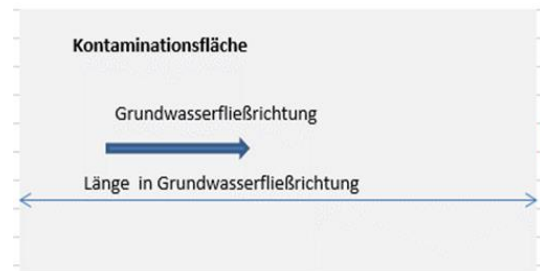 Kontaminationsfläche
Grundwasserfließrichtung
Länge in Grundwasserfließrichtung